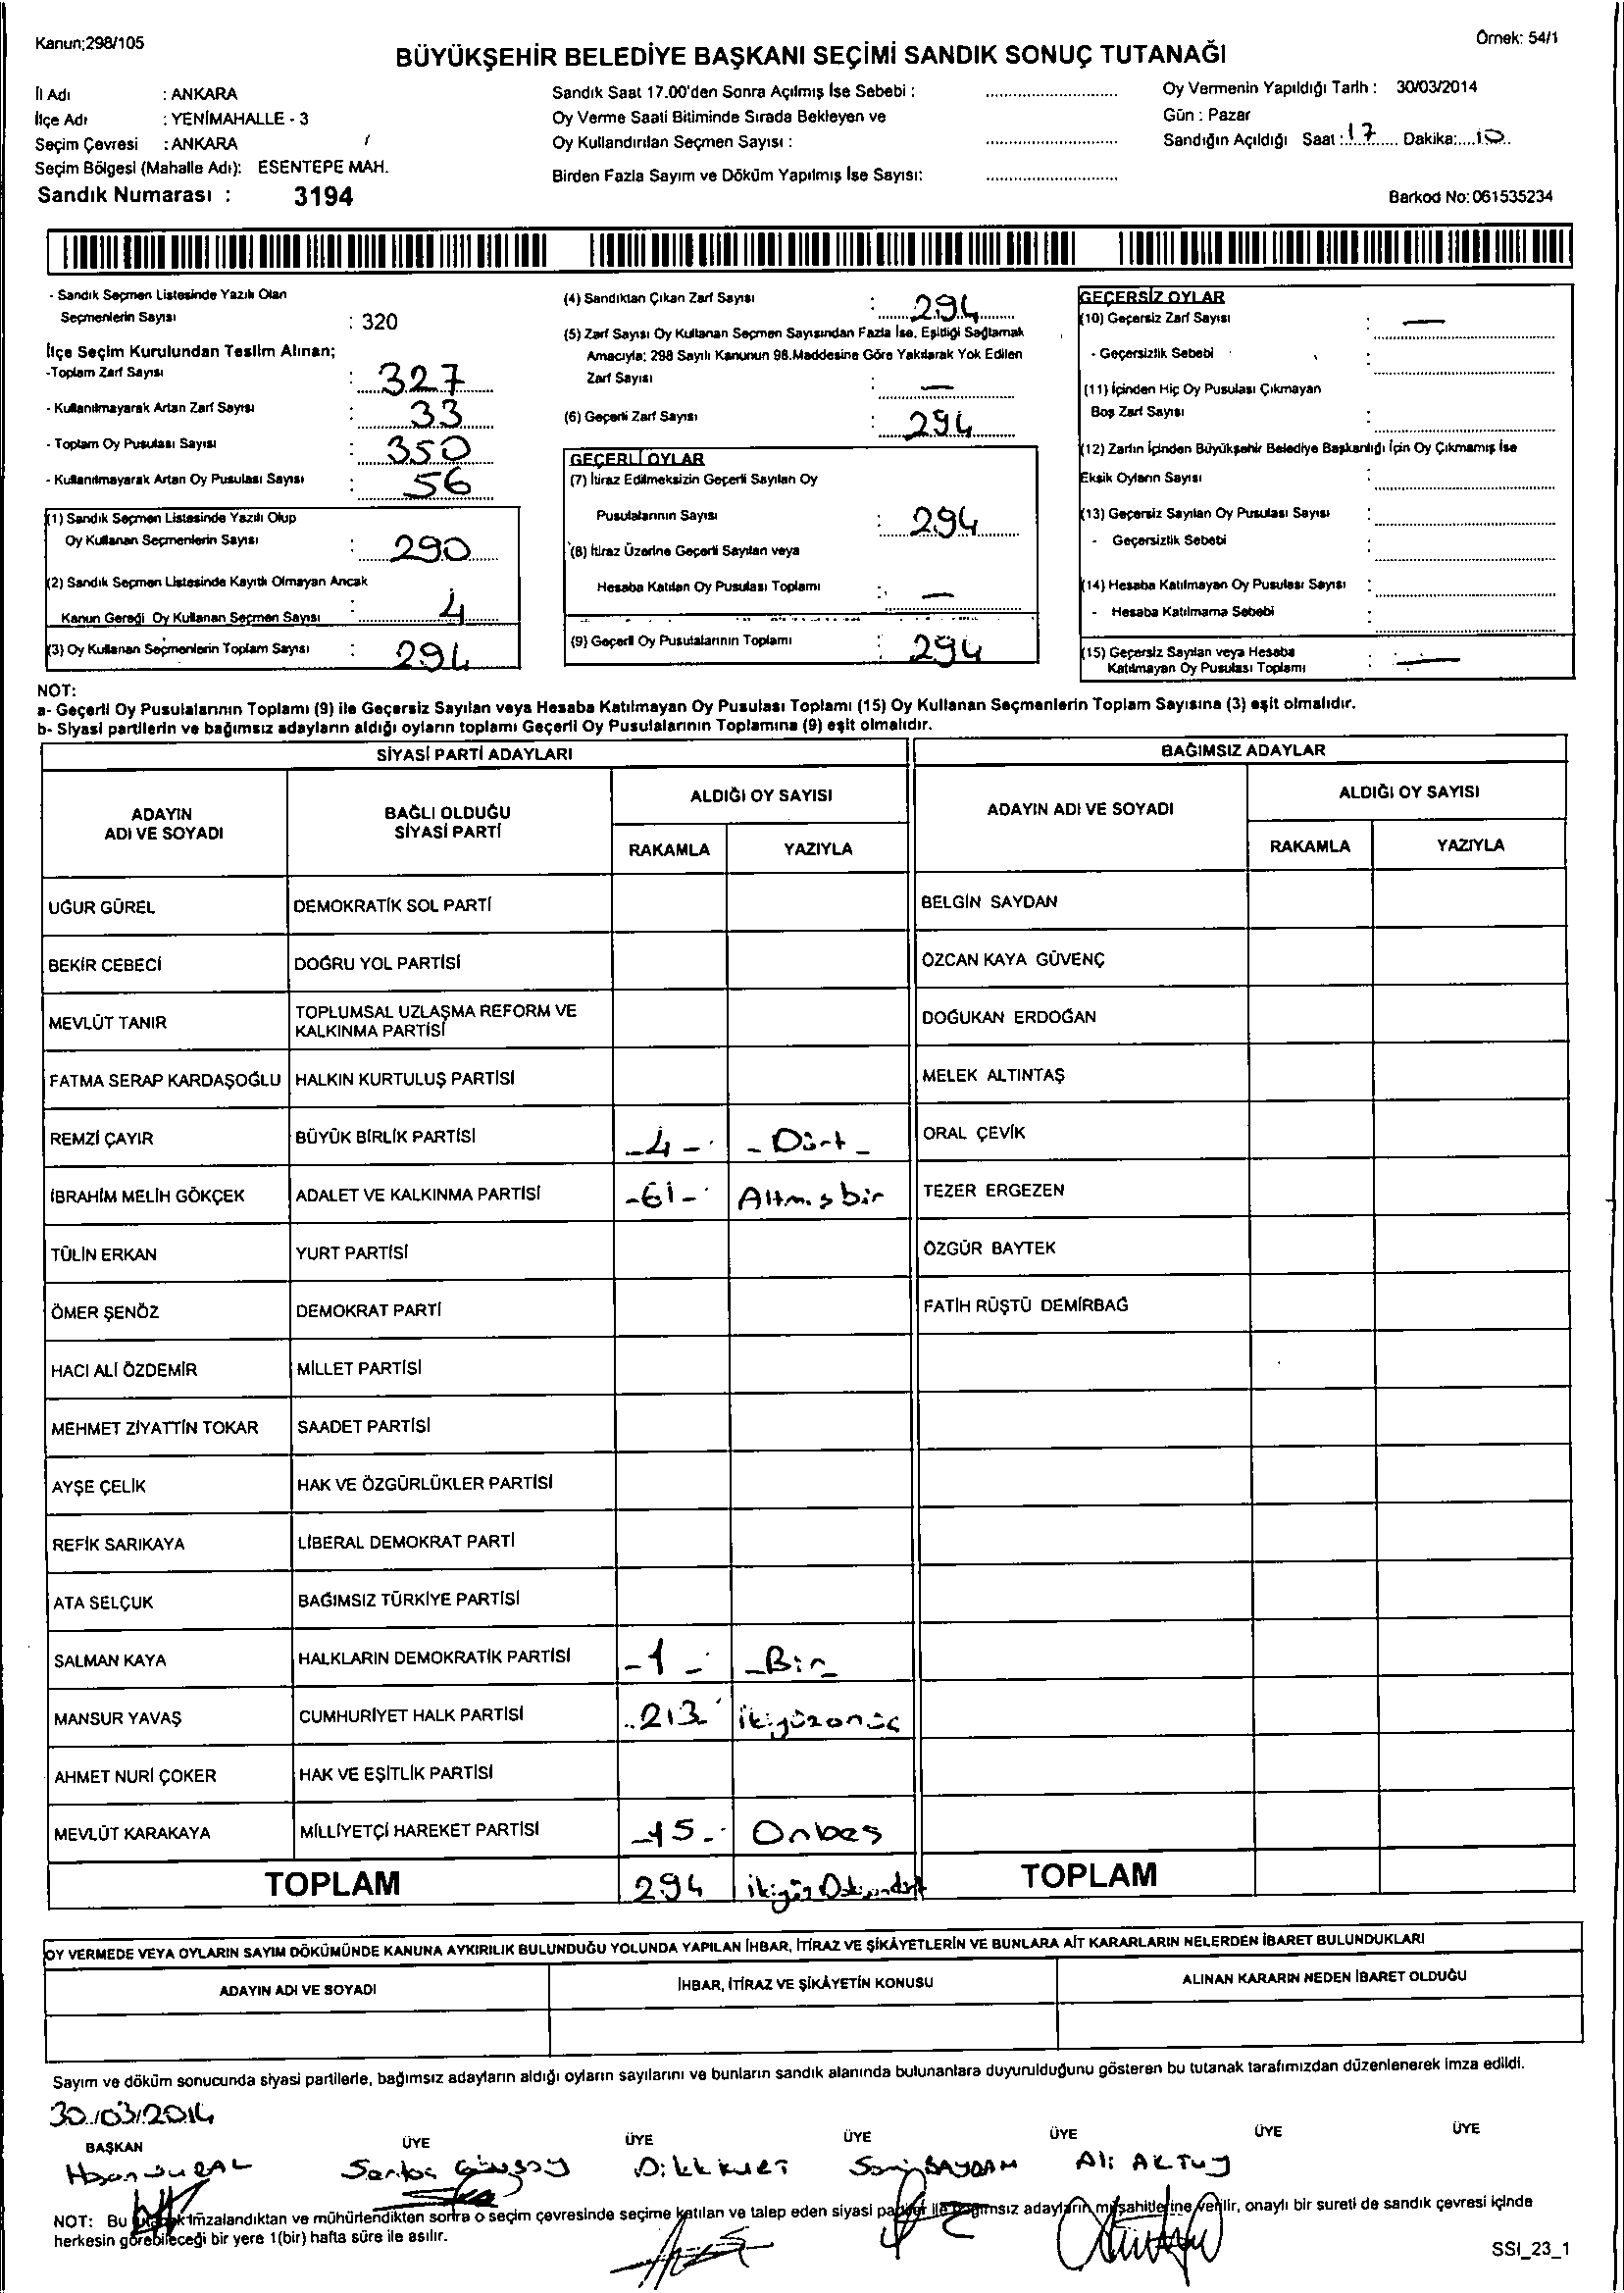 Kanun;298/105
Örnek: 54/1
BÜYÜKŞEHİR BELEDİYE BAŞKANI SEÇİMİ SANDIK SONUÇ TUTANAĞI
İl Adı : ANKARA
İlçe Adı : YENİMAHALLE - 3
Seçim Çevresi : ANKARA
Seçim Bölgesi (Mahalle Adı): ESENTEPE MAH.
Sandık Numarası : 3194
Sandık Saat 17.00'den Sonra Açılmış İse Sebebi :
Oy Verme Saati Bitiminde Sırada Bekleyen ve
Oy Kullandırılan Seçmen Sayısı :
Birden Fazla Sayım ve Döküm Yapılmış İse Sayısı:
Oy Vermenin Yapıldığı Tarih : 30/03/2014
Gün : Pazar
Sandığın Açıldığı Saat : 17 Dakika: 10
Barkod No: 061535234
- Sandık Seçmen Listesinde Yazılı Olan
Seçmenlerin Sayısı : 320
İlçe Seçim Kurulundan Teslim Alınan;
-Toplam Zarf Sayısı : 327
- Kullanılmayarak Artan Zarf Sayısı : 33
- Toplam Oy Pusulası Sayısı : 350
- Kullanılmayarak Artan Oy Pusulası Sayısı : 56
(1) Sandık Seçmen Listesinde Yazılı Olup
Oy Kullanan Seçmenlerin Sayısı : 290
(2) Sandık Seçmen Listesinde Kayıtlı Olmayan Ancak
Kanun Gereği Oy Kullanan Seçmen Sayısı : 4
(3) Oy Kullanan Seçmenlerin Toplam Sayısı : 294
(4) Sandıktan Çıkan Zarf Sayısı : 294
(5) Zarf Sayısı Oy Kullanan Seçmen Sayısından Fazla İse, Eşitliği Sağlamak
Amacıyla; 298 Sayılı Kanunun 98.Maddesine Göre Yakılarak Yok Edilen
Zarf Sayısı : —
(6) Geçerli Zarf Sayısı : 294
GEÇERLİ OYLAR
(7) İtiraz Edilmeksizin Geçerli Sayılan Oy
Pusulalarının Sayısı : 294
(8) İtiraz Üzerine Geçerli Sayılan veya
Hesaba Katılan Oy Pusulası Toplamı : —
(9) Geçerli Oy Pusulalarının Toplamı : 294
GEÇERSİZ OYLAR
(10) Geçersiz Zarf Sayısı : —
- Geçersizlik Sebebi :
(11) İçinden Hiç Oy Pusulası Çıkmayan
Boş Zarf Sayısı :
(12) Zarfın İçinden Büyükşehir Belediye Başkanlığı İçin Oy Çıkmamış İse
Eksik Oyların Sayısı :
(13) Geçersiz Sayılan Oy Pusulası Sayısı :
- Geçersizlik Sebebi :
(14) Hesaba Katılmayan Oy Pusulası Sayısı :
- Hesaba Katılmama Sebebi :
(15) Geçersiz Sayılan veya Hesaba
Katılmayan Oy Pusulası Toplamı : —
NOT:
a- Geçerli Oy Pusulalarının Toplamı (9) ile Geçersiz Sayılan veya Hesaba Katılmayan Oy Pusulası Toplamı (15) Oy Kullanan Seçmenlerin Toplam Sayısına (3) eşit olmalıdır.
b- Siyasi partilerin ve bağımsız adayların aldığı oyların toplamı Geçerli Oy Pusulalarının Toplamına (9) eşit olmalıdır.
SİYASİ PARTİ ADAYLARI BAĞIMSIZ ADAYLAR
ADAYIN ADI VE SOYADI BAĞLI OLDUĞU SİYASİ PARTİ ALDIĞI OY SAYISI ADAYIN ADI VE SOYADI ALDIĞI OY SAYISI
RAKAMLA YAZIYLA RAKAMLA YAZIYLA
UĞUR GÜREL DEMOKRATİK SOL PARTİ BELGİN SAYDAN
BEKİR CEBECİ DOĞRU YOL PARTİSİ ÖZCAN KAYA GÜVENÇ
MEVLÜT TANIR TOPLUMSAL UZLAŞMA REFORM VE KALKINMA PARTİSİ DOĞUKAN ERDOĞAN
FATMA SERAP KARDAŞOĞLU HALKIN KURTULUŞ PARTİSİ MELEK ALTINTAŞ
REMZİ ÇAYIR BÜYÜK BİRLİK PARTİSİ -4- - Dört - ORAL ÇEVİK
İBRAHİM MELİH GÖKÇEK ADALET VE KALKINMA PARTİSİ -61- Altmışbir TEZER ERGEZEN
TÜLİN ERKAN YURT PARTİSİ ÖZGÜR BAYTEK
ÖMER ŞENÖZ DEMOKRAT PARTİ FATİH RÜŞTÜ DEMİRBAĞ
HACI ALİ ÖZDEMİR MİLLET PARTİSİ
MEHMET ZİYATTİN TOKAR SAADET PARTİSİ
AYŞE ÇELİK HAK VE ÖZGÜRLÜKLER PARTİSİ
REFİK SARIKAYA LİBERAL DEMOKRAT PARTİ
ATA SELÇUK BAĞIMSIZ TÜRKİYE PARTİSİ
SALMAN KAYA HALKLARIN DEMOKRATİK PARTİSİ -1- -Bir-
MANSUR YAVAŞ CUMHURİYET HALK PARTİSİ 213 ikiyüzonüç
AHMET NURİ ÇOKER HAK VE EŞİTLİK PARTİSİ
MEVLÜT KARAKAYA MİLLİYETÇİ HAREKET PARTİSİ -15- Onbeş
TOPLAM 294 TOPLAM
OY VERMEDE VEYA OYLARIN SAYIM DÖKÜMÜNDE KANUNA AYKIRILIK BULUNDUĞU YOLUNDA YAPILAN İHBAR, İTİRAZ VE ŞİKÂYETLERİN VE BUNLARA AİT KARARLARIN NELERDEN İBARET BULUNDUKLARI
ADAYIN ADI VE SOYADI İHBAR, İTİRAZ VE ŞİKÂYETİN KONUSU ALINAN KARARIN NEDEN İBARET OLDUĞU
Sayım ve döküm sonucunda siyasi partilerle, bağımsız adayların aldığı oyların sayılarını ve bunların sandık alanında bulunanlara duyurulduğunu gösteren bu tutanak tarafımızdan düzenlenerek imza edildi.
30/03/2014
BAŞKAN ÜYE ÜYE ÜYE ÜYE ÜYE ÜYE
Ali AKTUĞ
NOT: Bu tutanak imzalandıktan ve mühürlendikten sonra o seçim çevresinde seçime katılan ve talep eden siyasi partiler ile bağımsız adayların müşahitlerine verilir, onaylı bir sureti de sandık çevresi içinde
herkesin görebileceği bir yere 1(bir) hafta süre ile asılır.
SSI_23_1